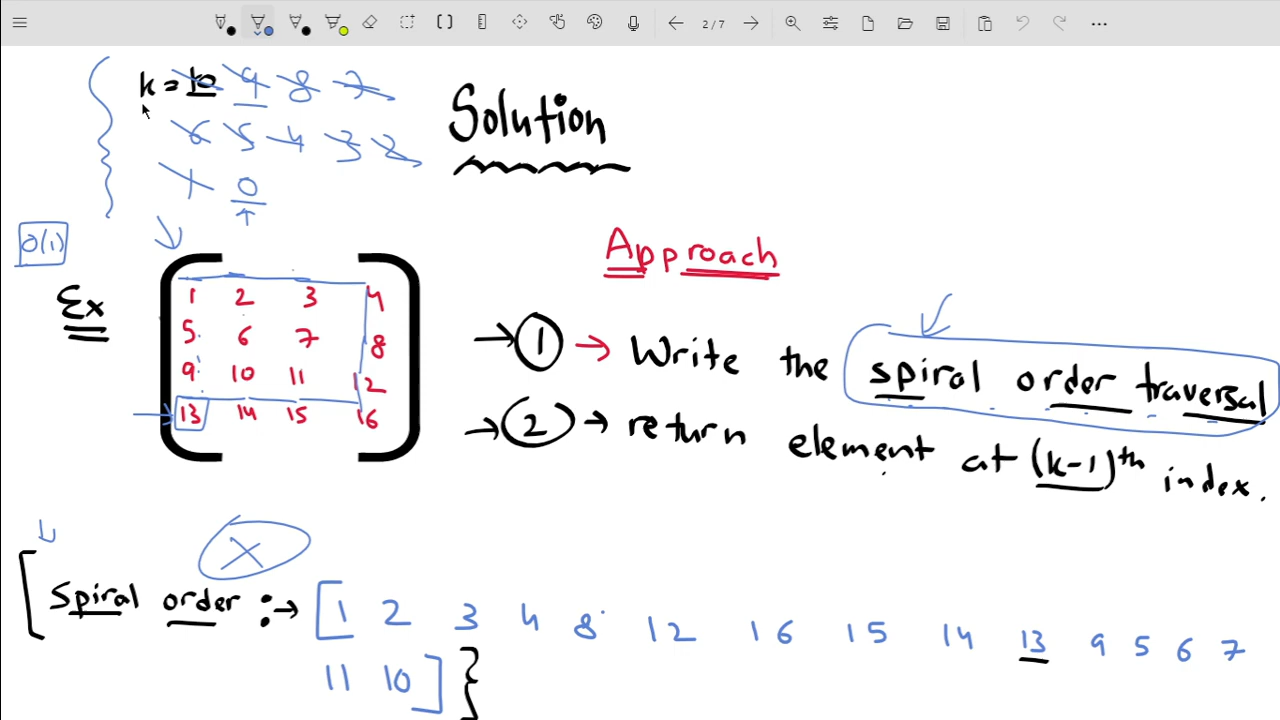 2/7
k = 10 9 8 7
6 5 4 3 2
1 0
Solution
O(1)
Approach
Ex
1 2 3 4
5 6 7 8
9 10 11 12
13 14 15 16
→ 1 → Write the spiral order traversal
→ 2 → return element at (k-1)th index.
X
Spiral order :→ [1 2 3 4 8 12 16 15 14 13 9 5 6 7
11 10]}